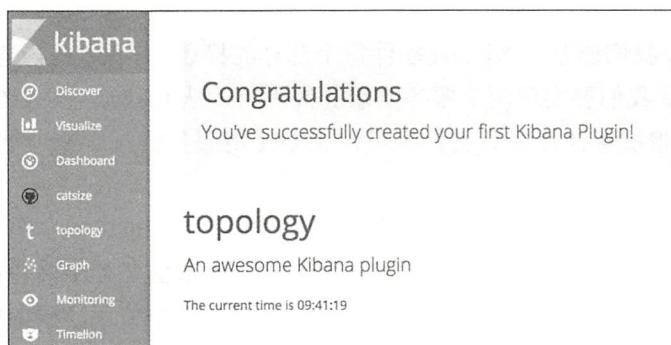 kibana
Discover
Visualize
Dashboard
catsize
topology
Graph
Monitoring
Timelion
Congratulations
You've successfully created your first Kibana Plugin!
t
topology
An awesome Kibana plugin
The current time is 09:41:19